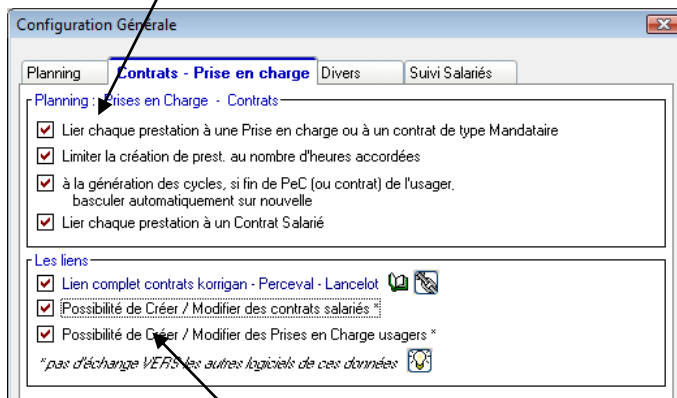 Configuration Générale
Planning Contrats - Prise en charge Divers Suivi Salariés
Planning : Prises en Charge - Contrats
Lier chaque prestation à une Prise en charge ou à un contrat de type Mandataire
Limiter la création de prest. au nombre d'heures accordées
à la génération des cycles, si fin de PeC (ou contrat) de l'usager,
basculer automatiquement sur nouvelle
Lier chaque prestation à un Contrat Salarié
Les liens
Lien complet contrats korrigan - Perceval - Lancelot
Possibilité de Créer / Modifier des contrats salariés *
Possibilité de Créer / Modifier des Prises en Charge usagers *
*pas d'échange VERS les autres logiciels de ces données